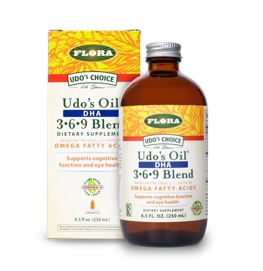 FLORA
UDO'S CHOICE
Udo's Oil®
DHA
3•6•9 Blend
DIETARY SUPPLEMENT
OMEGA FATTY ACIDS
Supports cognitive
function and eye health
8.5 fl oz (250 mL)
FLORA
UDO'S CHOICE
Udo's Oil®
DHA
3•6•9 Blend
OMEGA FATTY ACIDS
Supports cognitive function
and eye health
DIETARY SUPPLEMENT
8.5 FL. OZ. (250 mL)